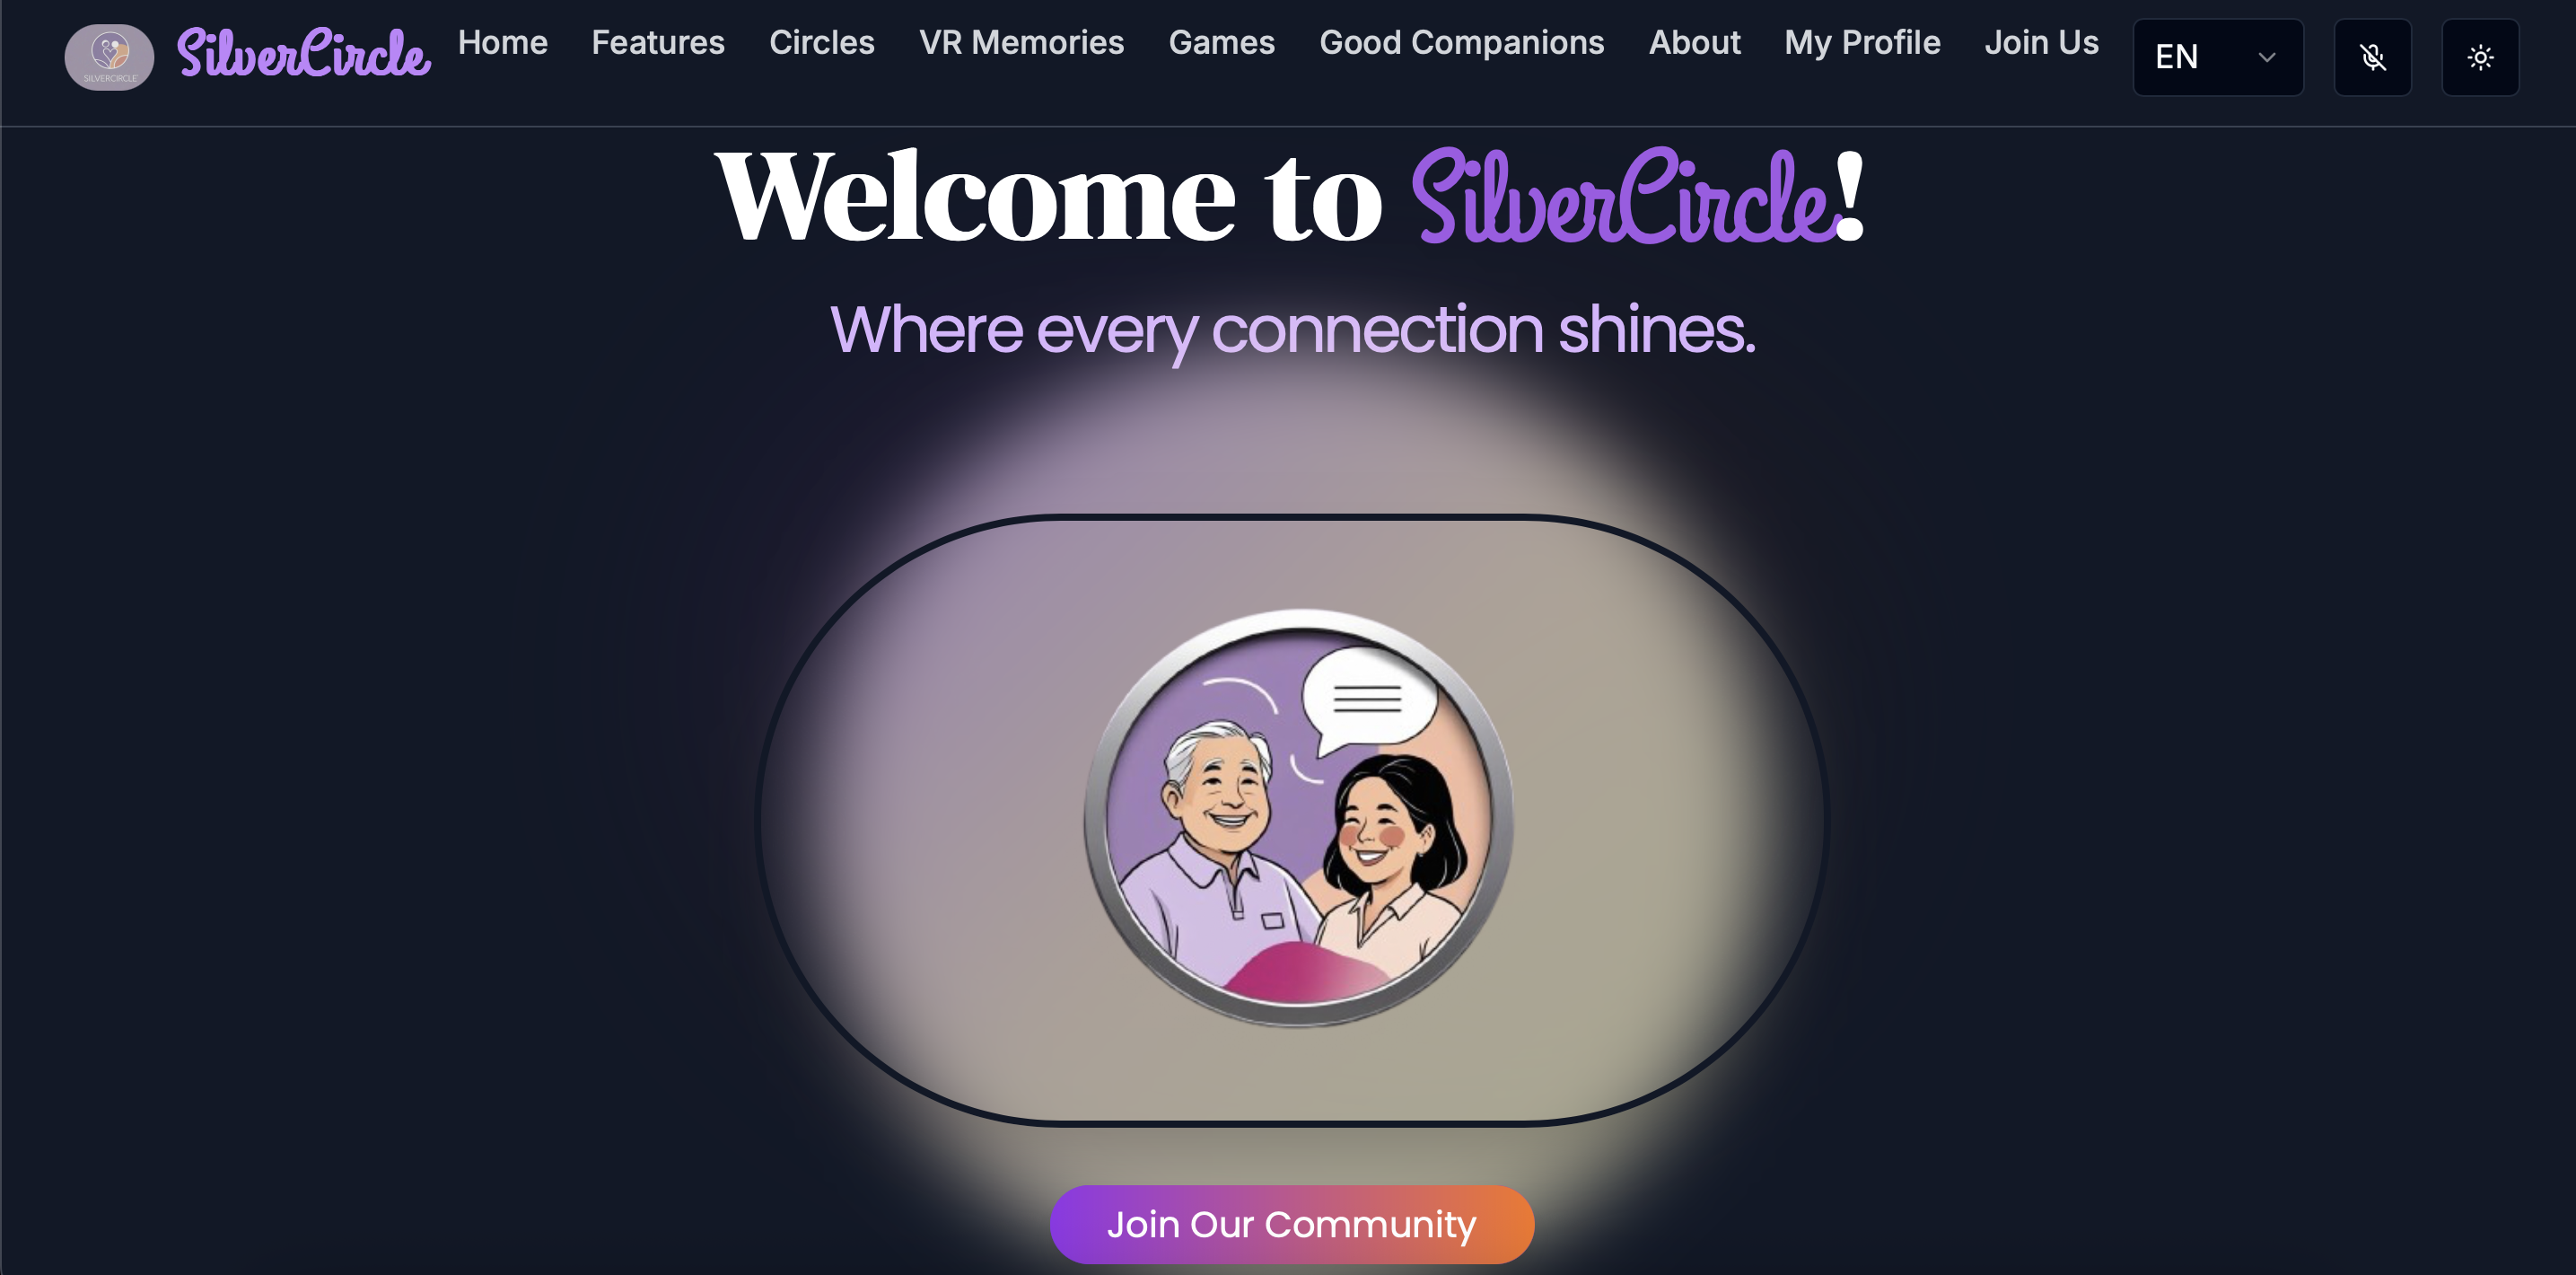 SILVERCIRCLE
SilverCircle Home Features Circles VR Memories Games Good Companions About My Profile Join Us EN
Welcome to SilverCircle!
Where every connection shines.
Join Our Community